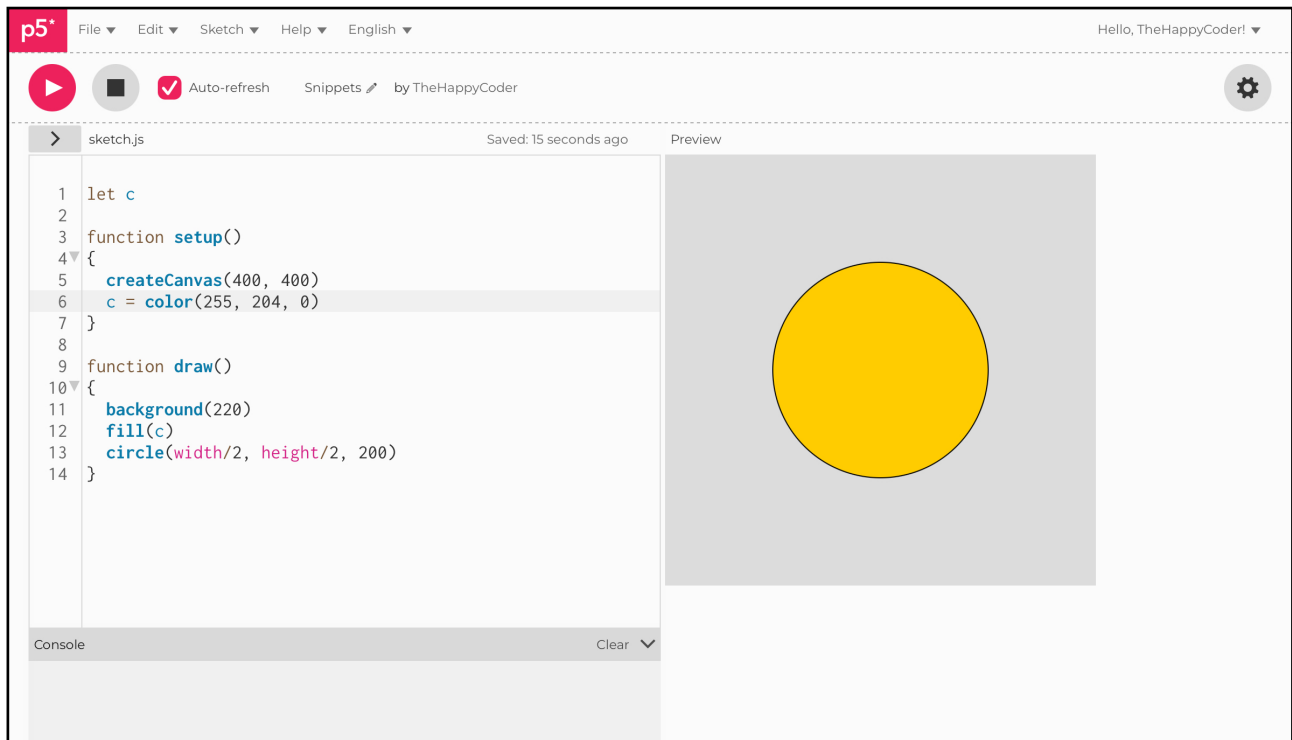 p5* File Edit Sketch Help English Hello, TheHappyCoder!
Auto-refresh Snippets by TheHappyCoder
sketch.js Saved: 15 seconds ago Preview
1 let c
2
3 function setup()
4 {
5 createCanvas(400, 400)
6 c = color(255, 204, 0)
7 }
8
9 function draw()
10 {
11 background(220)
12 fill(c)
13 circle(width/2, height/2, 200)
14 }
Console Clear